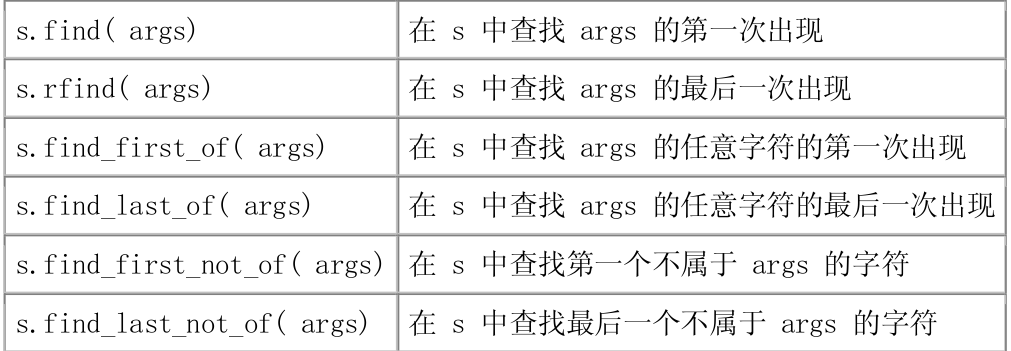 s.find( args) 在 s 中查找 args 的第一次出现
s.rfind( args) 在 s 中查找 args 的最后一次出现
s.find_first_of( args) 在 s 中查找 args 的任意字符的第一次出现
s.find_last_of( args) 在 s 中查找 args 的任意字符的最后一次出现
s.find_first_not_of( args) 在 s 中查找第一个不属于 args 的字符
s.find_last_not_of( args) 在 s 中查找最后一个不属于 args 的字符